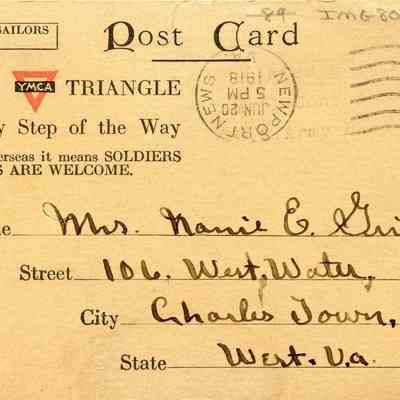 SAILORS
Post Card
89 IMG80
YMCA TRIANGLE
y Step of the Way
erseas it means SOLDIERS
S ARE WELCOME.
NEWPORT NEWS
JUN 20
5 PM
1918
e Mrs. Nanie E. Gri
Street 106. West, Water,
City Charles Town,
State West. Va.